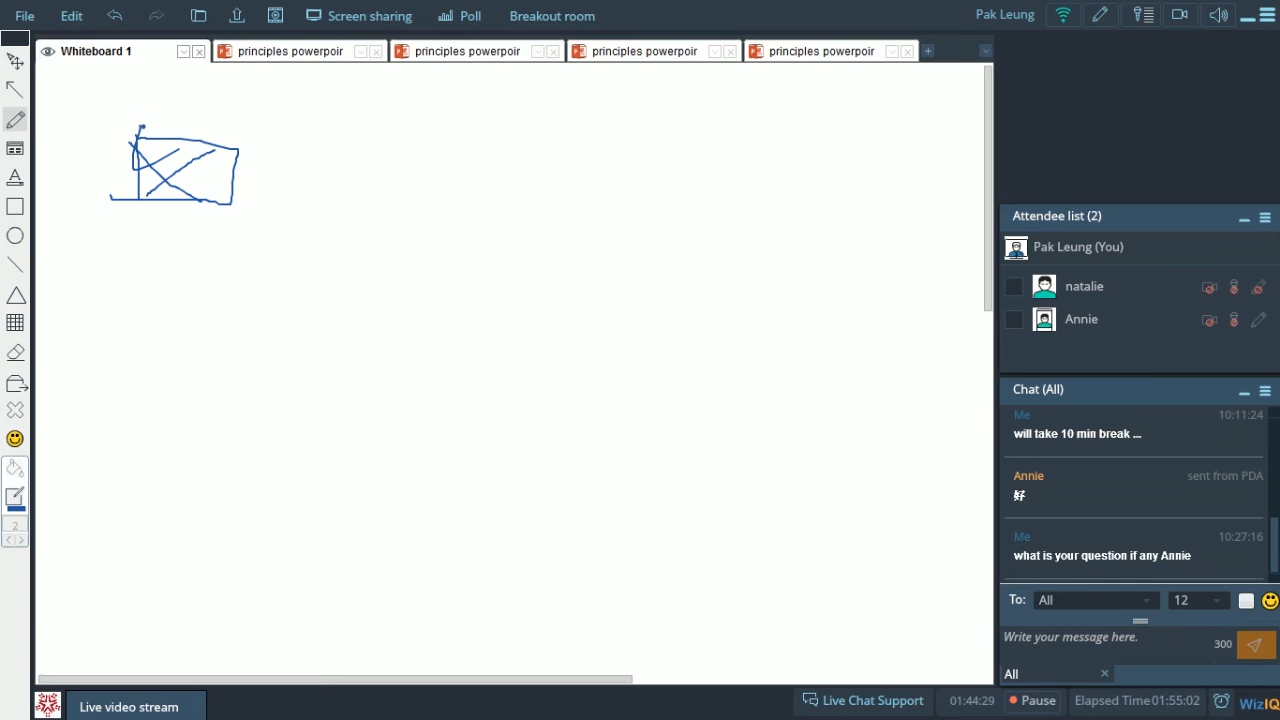 File Edit Screen sharing Poll Breakout room Pak Leung
Whiteboard 1 principles powerpoir principles powerpoir principles powerpoir principles powerpoir
Attendee list (2)
Pak Leung (You)
natalie
Annie
Chat (All)
Me 10:11:24
will take 10 min break ...
Annie sent from PDA
好
Me 10:27:16
what is your question if any Annie
To: All 12
Write your message here. 300
All
2
Live video stream Live Chat Support 01:44:29 Pause Elapsed Time 01:55:02 WizIQ